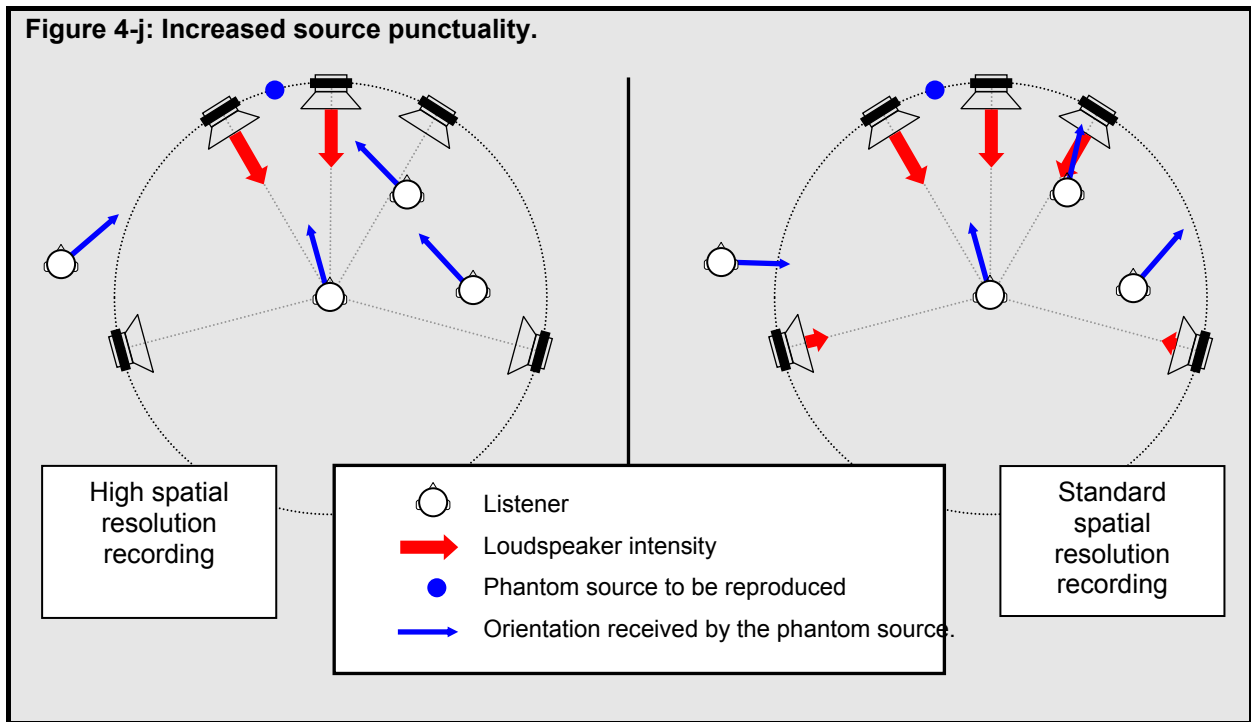 Figure 4-j: Increased source punctuality.
High spatial
resolution
recording
Listener
Loudspeaker intensity
Phantom source to be reproduced
Orientation received by the phantom source.
Standard
spatial
resolution
recording